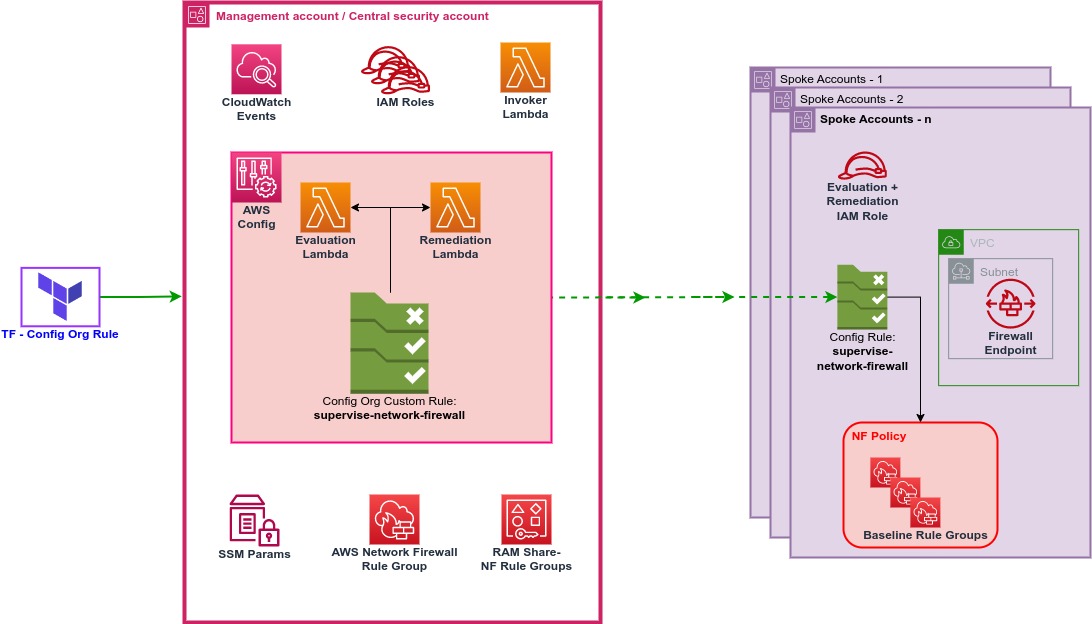 Management account / Central security account
CloudWatch
Events
IAM Roles
Invoker
Lambda
AWS
Config
Evaluation
Lambda
Remediation
Lambda
Config Org Custom Rule:
supervise-network-firewall
TF - Config Org Rule
SSM Params
AWS Network Firewall
Rule Group
RAM Share-
NF Rule Groups
Spoke Accounts - 1
Spoke Accounts - 2
Spoke Accounts - n
Evaluation +
Remediation
IAM Role
VPC
Subnet
Firewall
Endpoint
Config Rule:
supervise-
network-firewall
NF Policy
Baseline Rule Groups